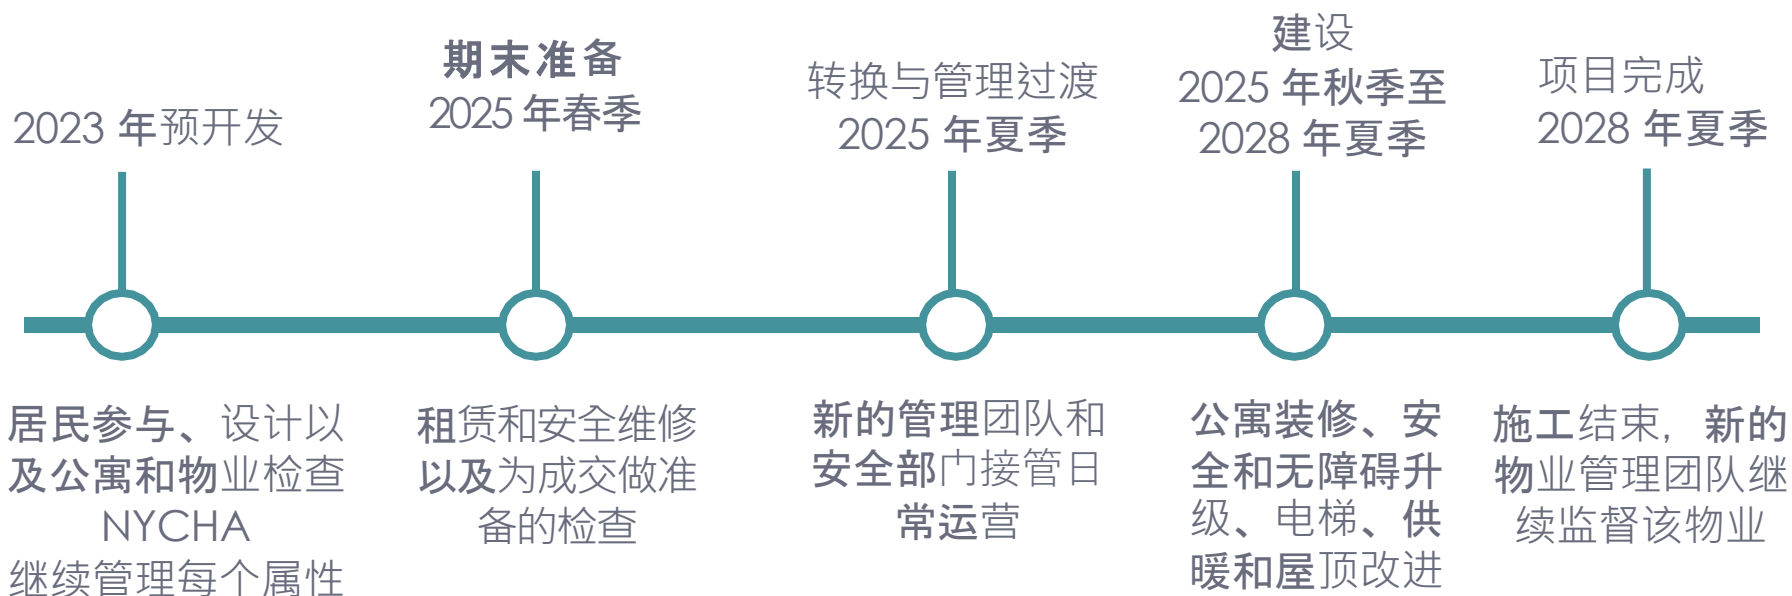 2023 年预开发
期末准备
2025 年春季
转换与管理过渡
2025 年夏季
建设
2025 年秋季至
2028 年夏季
项目完成
2028 年夏季
居民参与、设计以
及公寓和物业检查
NYCHA
继续管理每个属性
租赁和安全维修
以及为成交做准
备的检查
新的管理团队和
安全部门接管日
常运营
公寓装修、安
全和无障碍升
级、电梯、供
暖和屋顶改进
施工结束，新的
物业管理团队继
续监督该物业